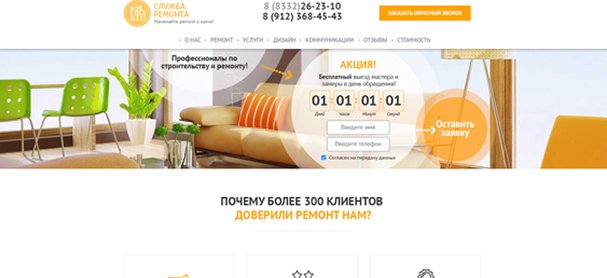 СЛУЖБА
РЕМОНТА
Начинайте ремонт с нами!
8 (8332)26-23-10
8 (912) 368-45-43
ЗАКАЗАТЬ ОБРАТНЫЙ ЗВОНОК
О НАС
РЕМОНТ
УСЛУГИ
ДИЗАЙН
КОММУНИКАЦИИ
ОТЗЫВЫ
СТОИМОСТЬ
Профессионалы по
строительству и ремонту!
АКЦИЯ!
Бесплатный выезд мастера и
замеры в день обращения!
01 : 01 : 01 : 01
Дней Часов Минут Секунд
Введите имя
Введите телефон
Согласен на передачу данных
Оставить
заявку
ПОЧЕМУ БОЛЕЕ 300 КЛИЕНТОВ
ДОВЕРИЛИ РЕМОНТ НАМ?